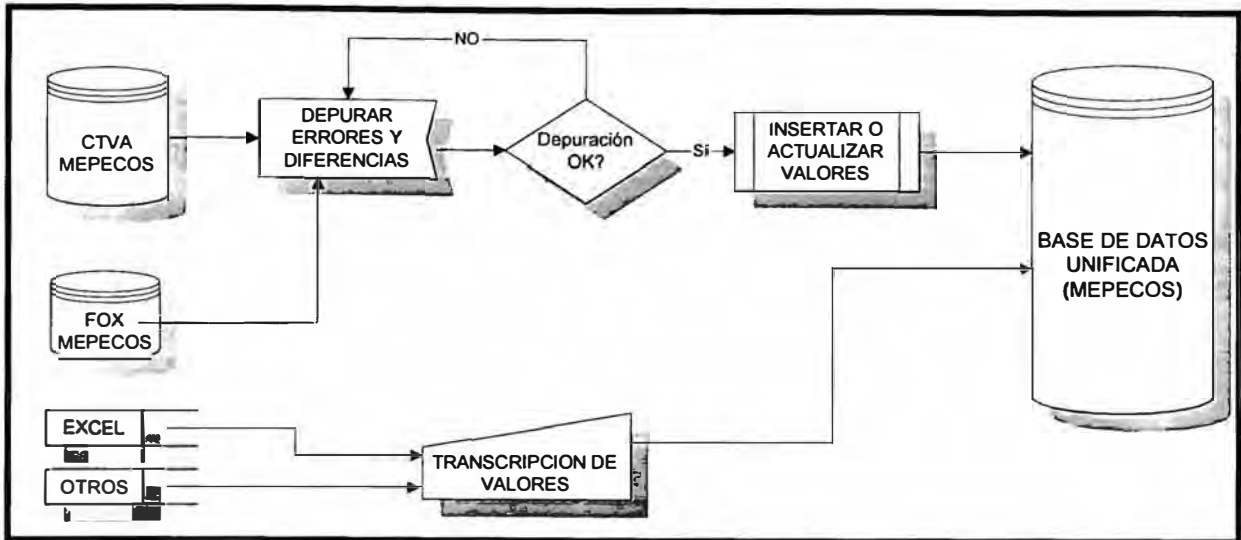 NO
CTVA
MEPECOS
DEPURAR
ERRORES Y
DIFERENCIAS
Depuración
OK?
Si
INSERTAR O
ACTUALIZAR
VALORES
BASE DE DATOS
UNIFICADA
(MEPECOS)
FOX
MEPECOS
EXCEL
OTROS
TRANSCRIPCION DE
VALORES